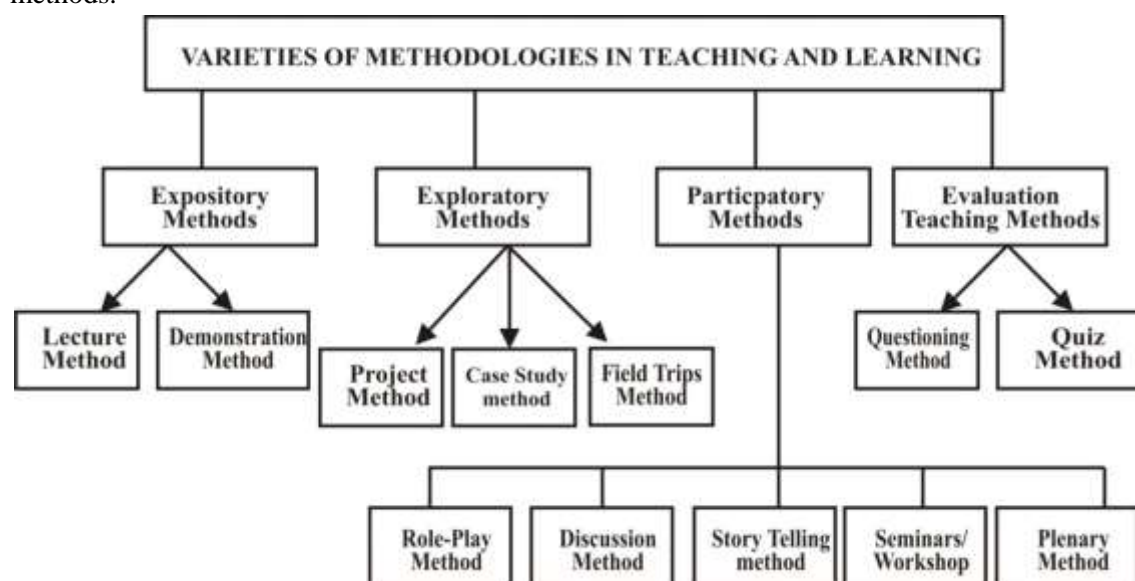 methods.
VARIETIES OF METHODOLOGIES IN TEACHING AND LEARNING
Expository
Methods
Exploratory
Methods
Particpatory
Methods
Evaluation
Teaching Methods
Lecture
Method
Demonstration
Method
Project
Method
Case Study
method
Field Trips
Method
Questioning
Method
Quiz
Method
Role-Play
Method
Discussion
Method
Story Telling
method
Seminars/
Workshop
Plenary
Method